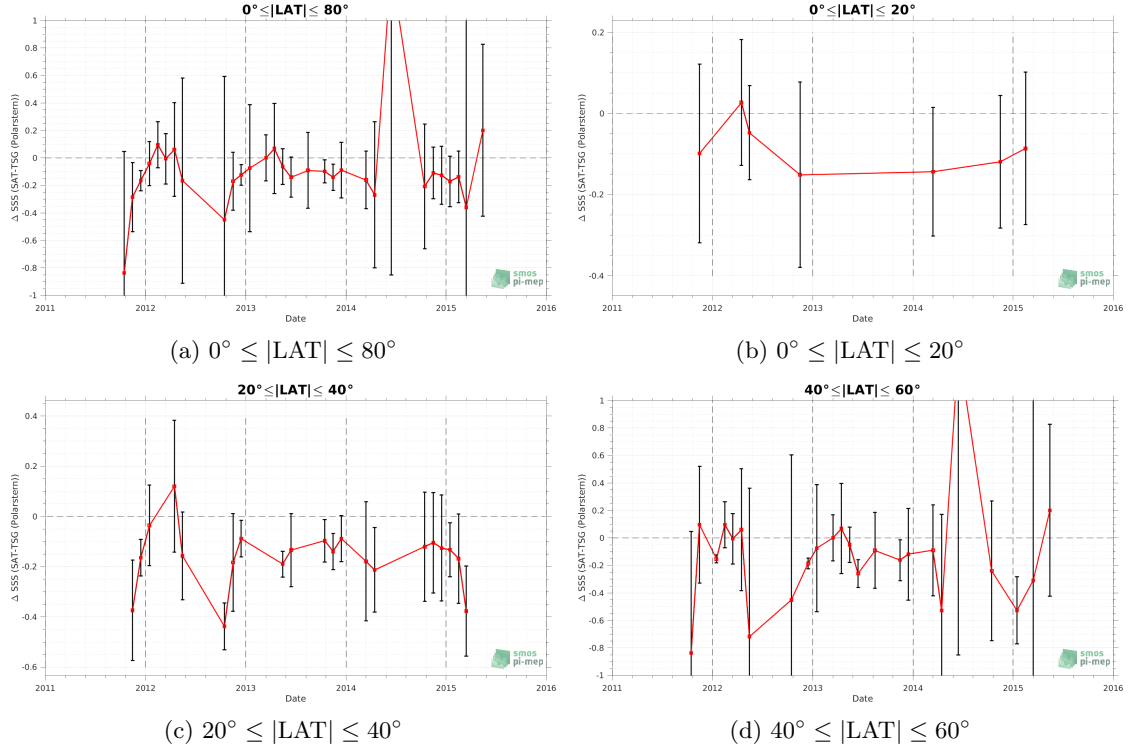 0°≤|LAT|≤ 80°
Δ SSS (SAT-TSG (Polarstern))
1
0.8
0.6
0.4
0.2
0
-0.2
-0.4
-0.6
-0.8
-1
2011 2012 2013 2014 2015 2016
Date
smos
pi-mep
(a) 0° ≤ |LAT| ≤ 80°
0°≤|LAT|≤ 20°
Δ SSS (SAT-TSG (Polarstern))
0.2
0
-0.2
-0.4
2011 2012 2013 2014 2015 2016
Date
smos
pi-mep
(b) 0° ≤ |LAT| ≤ 20°
20°≤|LAT|≤ 40°
Δ SSS (SAT-TSG (Polarstern))
0.4
0.2
0
-0.2
-0.4
-0.6
2011 2012 2013 2014 2015 2016
Date
smos
pi-mep
(c) 20° ≤ |LAT| ≤ 40°
40°≤|LAT|≤ 60°
Δ SSS (SAT-TSG (Polarstern))
1
0.8
0.6
0.4
0.2
0
-0.2
-0.4
-0.6
-0.8
-1
2011 2012 2013 2014 2015 2016
Date
smos
pi-mep
(d) 40° ≤ |LAT| ≤ 60°